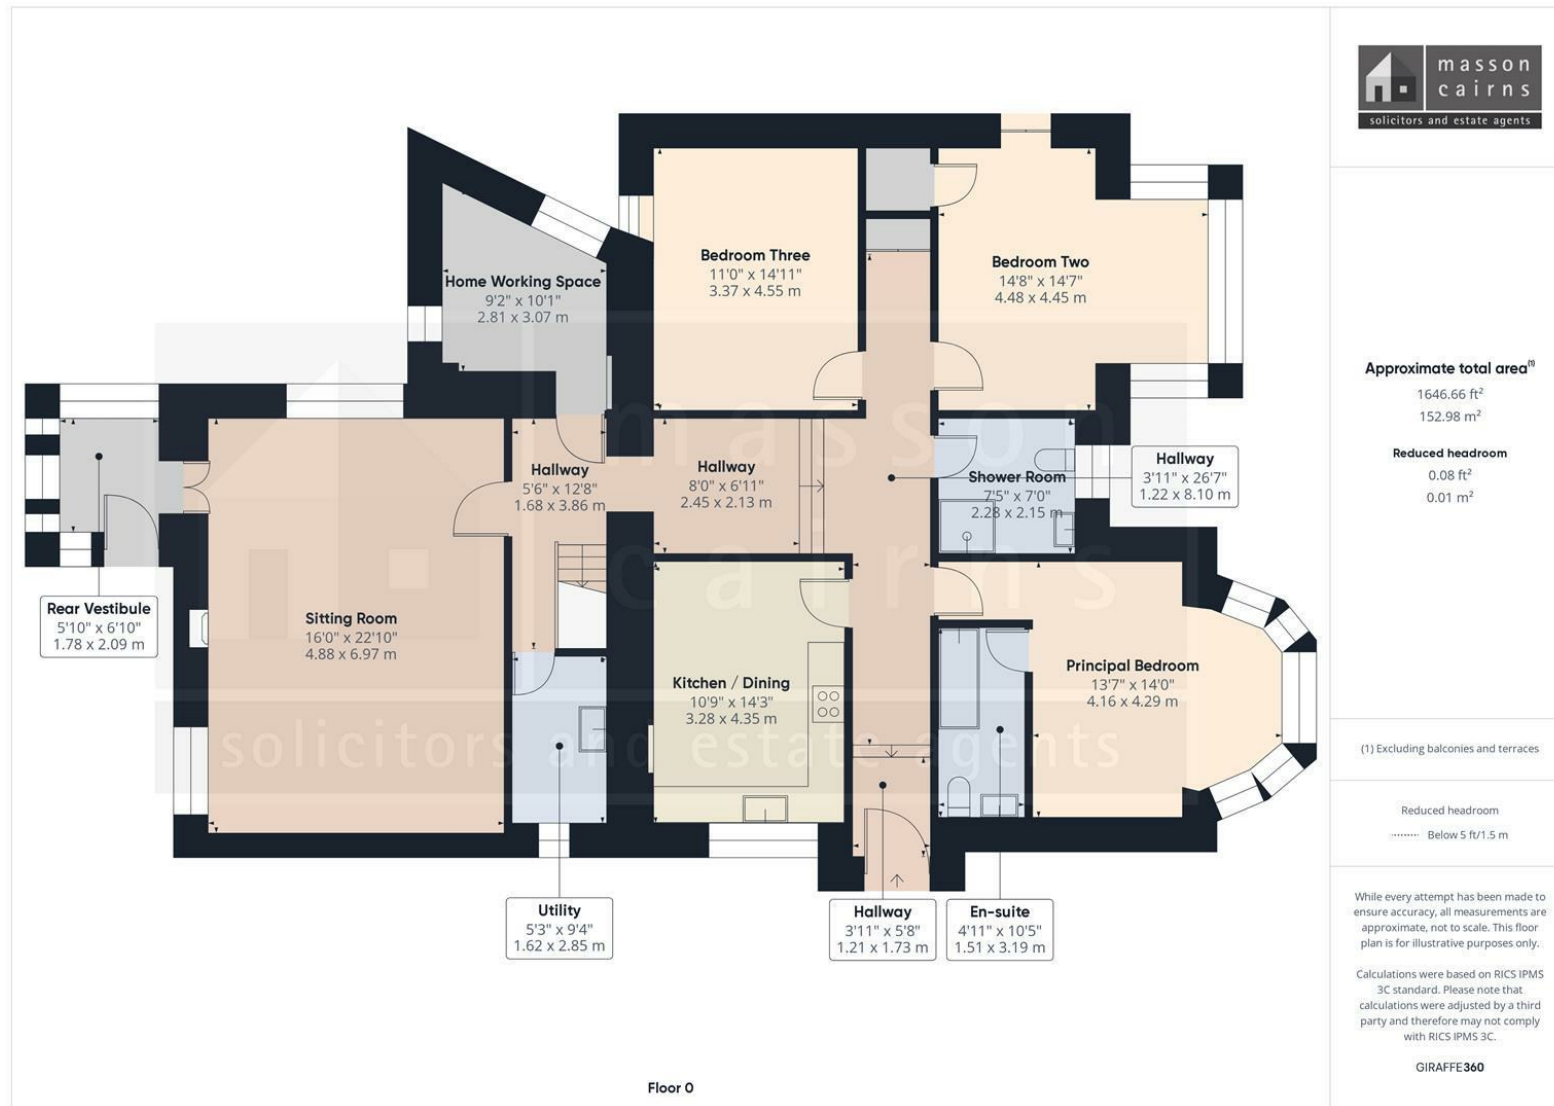 masson
cairns
solicitors and estate agents
Bedroom Three
11'0" x 14'11"
3.37 x 4.55 m
Bedroom Two
14'8" x 14'7"
4.48 x 4.45 m
Home Working Space
9'2" x 10'1"
2.81 x 3.07 m
Hallway
5'6" x 12'8"
1.68 x 3.86 m
Hallway
8'0" x 6'11"
2.45 x 2.13 m
Shower Room
7'5" x 7'0"
2.28 x 2.15 m
Hallway
3'11" x 26'7"
1.22 x 8.10 m
Rear Vestibule
5'10" x 6'10"
1.78 x 2.09 m
Sitting Room
16'0" x 22'10"
4.88 x 6.97 m
Kitchen / Dining
10'9" x 14'3"
3.28 x 4.35 m
Principal Bedroom
13'7" x 14'0"
4.16 x 4.29 m
Utility
5'3" x 9'4"
1.62 x 2.85 m
Hallway
3'11" x 5'8"
1.21 x 1.73 m
En-suite
4'11" x 10'5"
1.51 x 3.19 m
masson
cairns
solicitors and estate agents
Floor 0
Approximate total area(1)
1646.66 ft²
152.98 m²
Reduced headroom
0.08 ft²
0.01 m²
(1) Excluding balconies and terraces
Reduced headroom
Below 5 ft/1.5 m
While every attempt has been made to
ensure accuracy, all measurements are
approximate, not to scale. This floor
plan is for illustrative purposes only.
Calculations were based on RICS IPMS
3C standard. Please note that
calculations were adjusted by a third
party and therefore may not comply
with RICS IPMS 3C.
GIRAFFE360